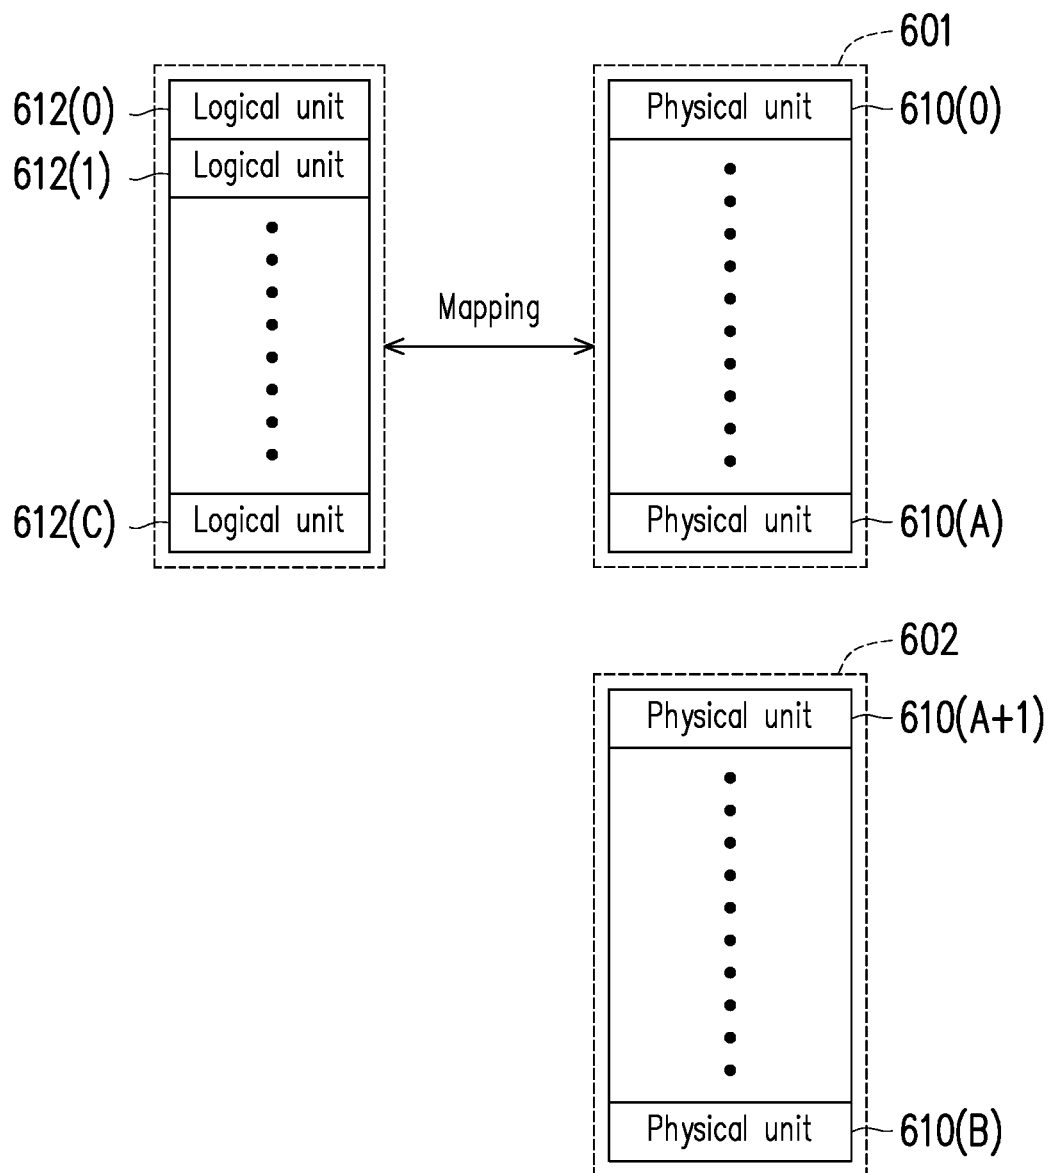 601
612(0)
Logical unit
Physical unit
610(0)
612(1)
Logical unit
Mapping
612(C)
Logical unit
Physical unit
610(A)
602
Physical unit
610(A+1)
Physical unit
610(B)